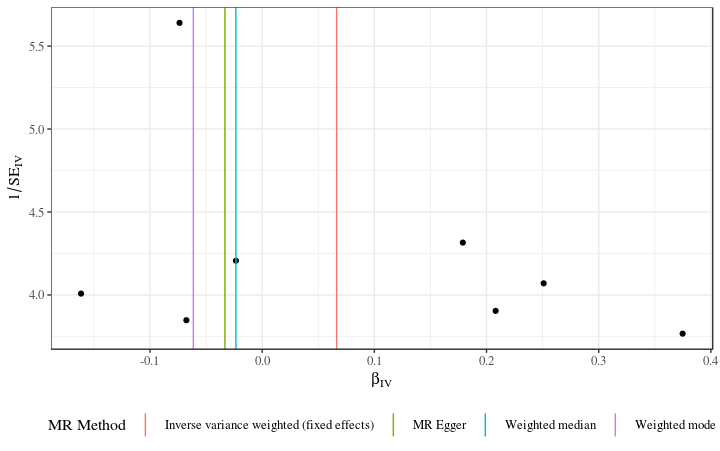 5.5
5.0
4.5
4.0
1/SE_IV
-0.1 0.0 0.1 0.2 0.3 0.4
β_IV
MR Method Inverse variance weighted (fixed effects) MR Egger Weighted median Weighted mode